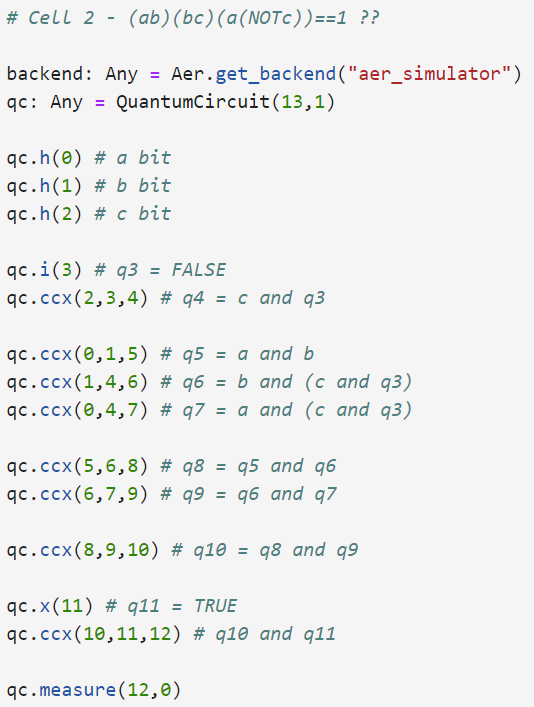 # Cell 2 - (ab)(bc)(a(NOTc))==1 ??
backend: Any = Aer.get_backend("aer_simulator")
qc: Any = QuantumCircuit(13,1)
qc.h(0) # a bit
qc.h(1) # b bit
qc.h(2) # c bit
qc.i(3) # q3 = FALSE
qc.ccx(2,3,4) # q4 = c and q3
qc.ccx(0,1,5) # q5 = a and b
qc.ccx(1,4,6) # q6 = b and (c and q3)
qc.ccx(0,4,7) # q7 = a and (c and q3)
qc.ccx(5,6,8) # q8 = q5 and q6
qc.ccx(6,7,9) # q9 = q6 and q7
qc.ccx(8,9,10) # q10 = q8 and q9
qc.x(11) # q11 = TRUE
qc.ccx(10,11,12) # q10 and q11
qc.measure(12,0)